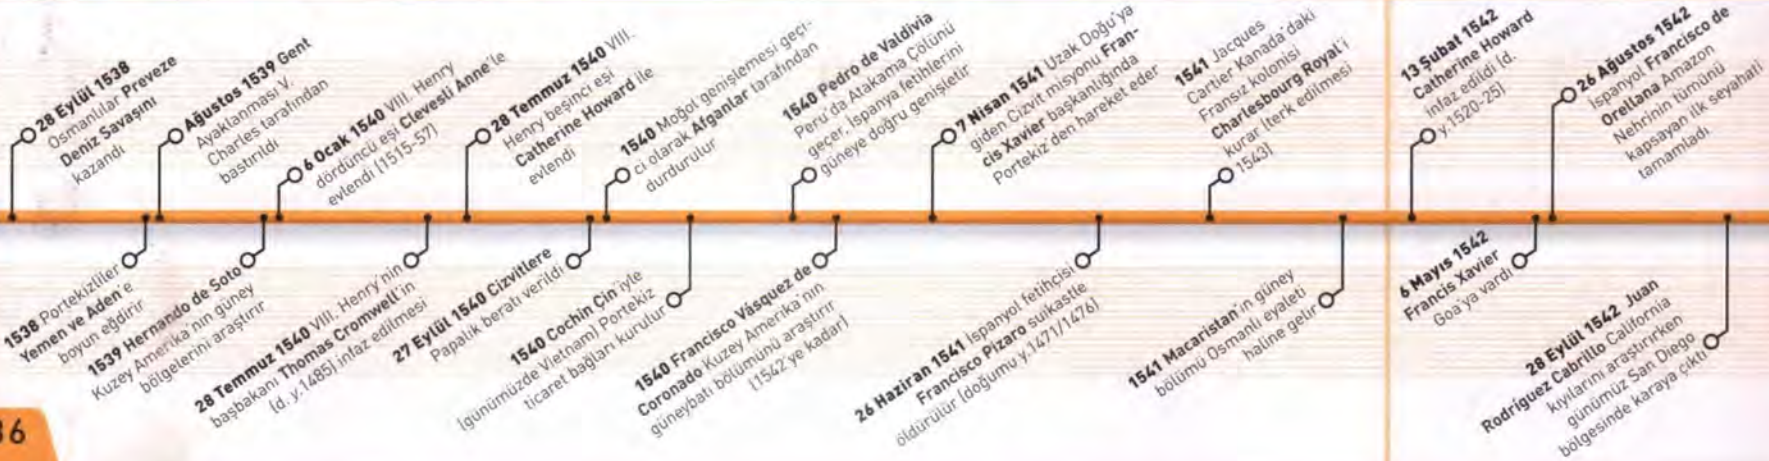 28 Eylül 1538
Osmanlılar Preveze
Deniz Savaşını
kazandı
Ağustos 1539 Gent
Ayaklanması V.
Charles tarafından
bastırıldı
6 Ocak 1540 VIII. Henry
dördüncü eşi Clevesli Anne'le
evlendi (1515-57)
28 Temmuz 1540 VIII.
Henry beşinci eşi
Catherine Howard ile
evlendi
1540 Moğol genişlemesi geçi-
ci olarak Afganlar tarafından
durdurulur
1540 Pedro de Valdivia
Peru'da Atakama Çölünü
geçer, İspanya fetihlerini
güneye doğru genişletir
7 Nisan 1541 Uzak Doğu'ya
giden Cizvit misyonu Fran-
cis Xavier başkanlığında
Portekiz'den hareket eder
1541 Jacques
Cartier Kanada'daki
Fransız kolonisi
Charlesbourg Royal'i
kurar (terk edilmesi
1543)
13 Şubat 1542
Catherine Howard
infaz edildi (d.
y.1520-25)
26 Ağustos 1542
İspanyol Francisco de
Orellana Amazon
Nehrinin tümünü
kapsayan ilk seyahati
tamamladı
1538 Portekizliler
Yemen ve Aden'e
boyun eğdirir
1539 Hernando de Soto
Kuzey Amerika'nın güney
bölgelerini araştırır
28 Temmuz 1540 VIII. Henry'nin
başbakanı Thomas Cromwell'in
(d. y.1485) infaz edilmesi
27 Eylül 1540 Cizvitlere
Papalık beratı verildi
1540 Cochin Çin'iyle
(günümüzde Vietnam) Portekiz
ticaret bağları kurulur
1540 Francisco Vásquez de
Coronado Kuzey Amerika'nın
güneybatı bölmünü araştırır
(1542'ye kadar)
26 Haziran 1541 İspanyol fetihçisi
Francisco Pizaro suikastle
öldürülür (doğumu y.1471/1476)
1541 Macaristan'ın güney
bölümü Osmanlı eyaleti
haline gelir
6 Mayıs 1542
Francis Xavier
Goa'ya vardı
28 Eylül 1542 Juan
Rodríguez Cabrillo California
kıyılarını araştırırken
günümüz San Diego
bölgesinde karaya çıktı
36